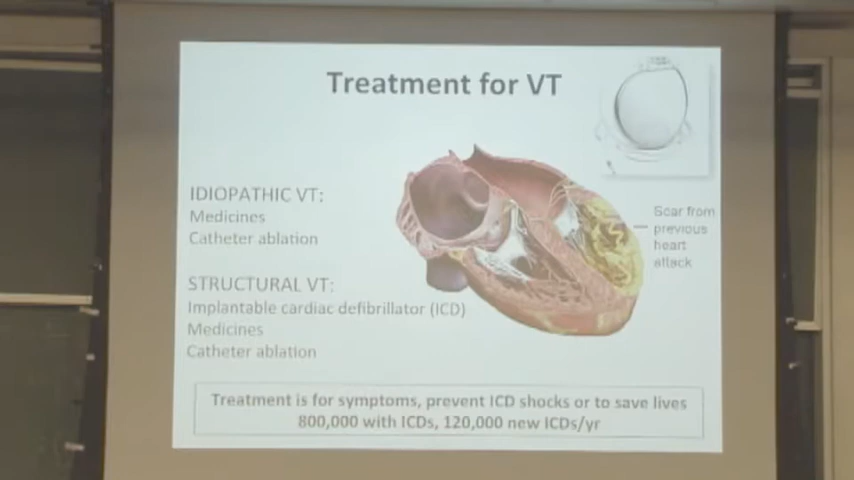 Treatment for VT
IDIOPATHIC VT:
Medicines
Catheter ablation
STRUCTURAL VT:
Implantable cardiac defibrillator (ICD)
Medicines
Catheter ablation
Scar from
previous
heart
attack
Treatment is for symptoms, prevent ICD shocks or to save lives
800,000 with ICDs, 120,000 new ICDs/yr